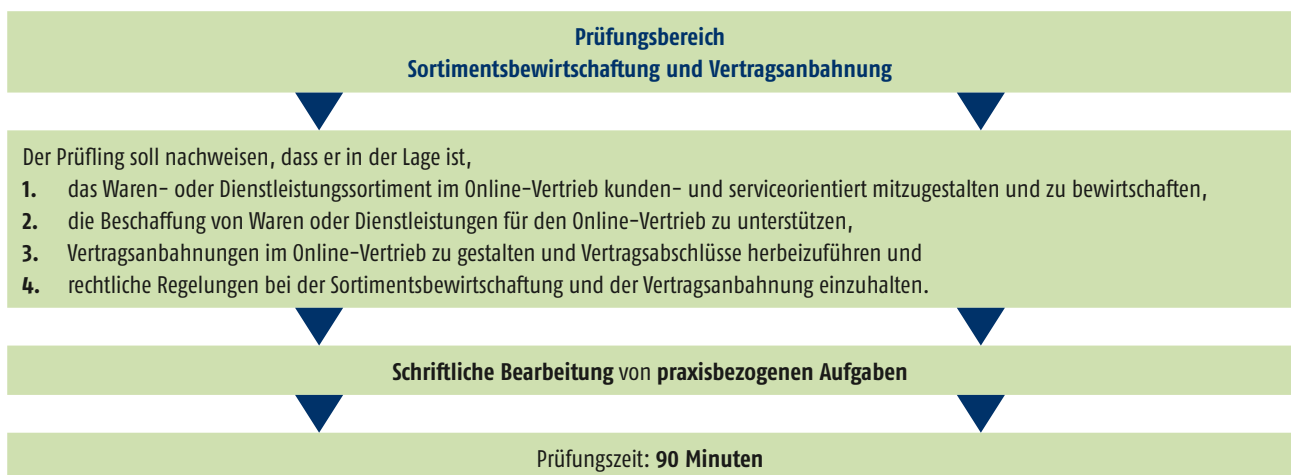 Prüfungsbereich
Sortimentsbewirtschaftung und Vertragsanbahnung
Der Prüfling soll nachweisen, dass er in der Lage ist,
1. das Waren- oder Dienstleistungssortiment im Online-Vertrieb kunden- und serviceorientiert mitzugestalten und zu bewirtschaften,
2. die Beschaffung von Waren oder Dienstleistungen für den Online-Vertrieb zu unterstützen,
3. Vertragsanbahnungen im Online-Vertrieb zu gestalten und Vertragsabschlüsse herbeizuführen und
4. rechtliche Regelungen bei der Sortimentsbewirtschaftung und der Vertragsanbahnung einzuhalten.
Schriftliche Bearbeitung von praxisbezogenen Aufgaben
Prüfungszeit: 90 Minuten